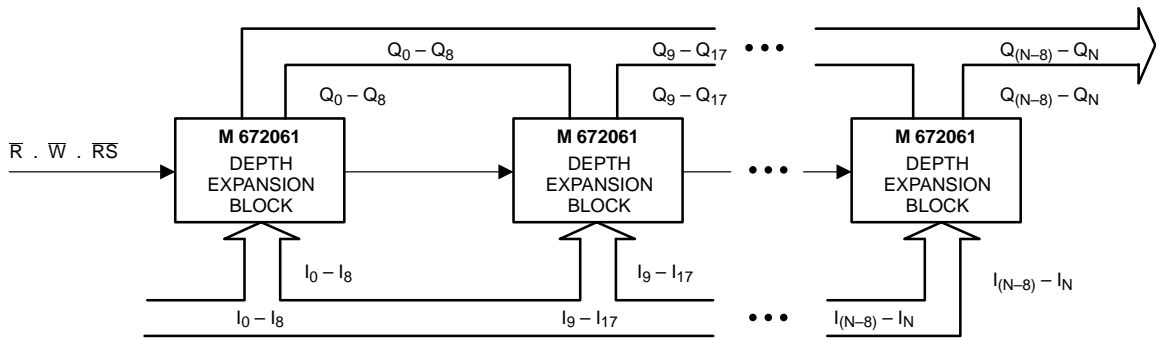 Q₀ – Q₈ Q₉ – Q₁₇ ••• Q₍N–8₎ – QN
Q₀ – Q₈ Q₉ – Q₁₇ Q₍N–8₎ – QN
R̅ . W̅ . R̅S̅
M 672061
DEPTH
EXPANSION
BLOCK
M 672061
DEPTH
EXPANSION
BLOCK
•••
M 672061
DEPTH
EXPANSION
BLOCK
I₀ – I₈ I₉ – I₁₇ I₍N–8₎ – IN
I₀ – I₈ I₉ – I₁₇ ••• I₍N–8₎ – IN